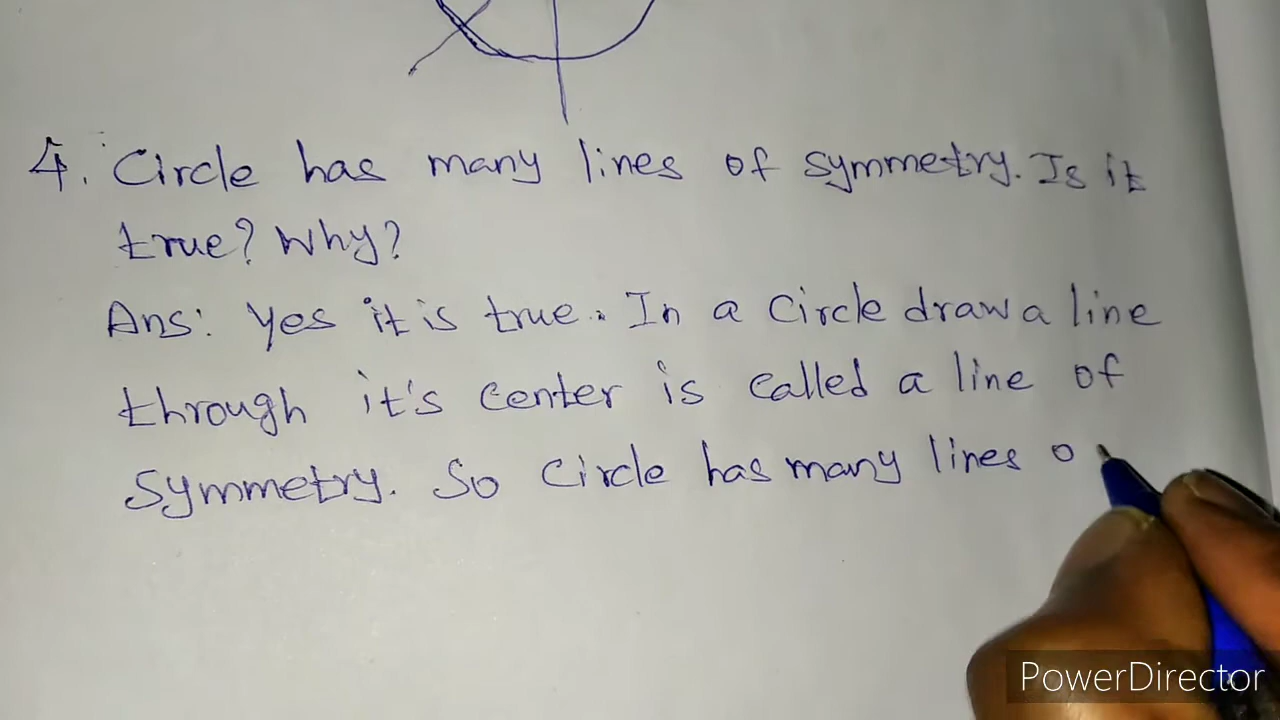 4. Circle has many lines of symmetry. Is it
true? Why?
Ans: Yes it is true. In a circle draw a line
through it's center is called a line of
symmetry. So circle has many lines o
PowerDirector